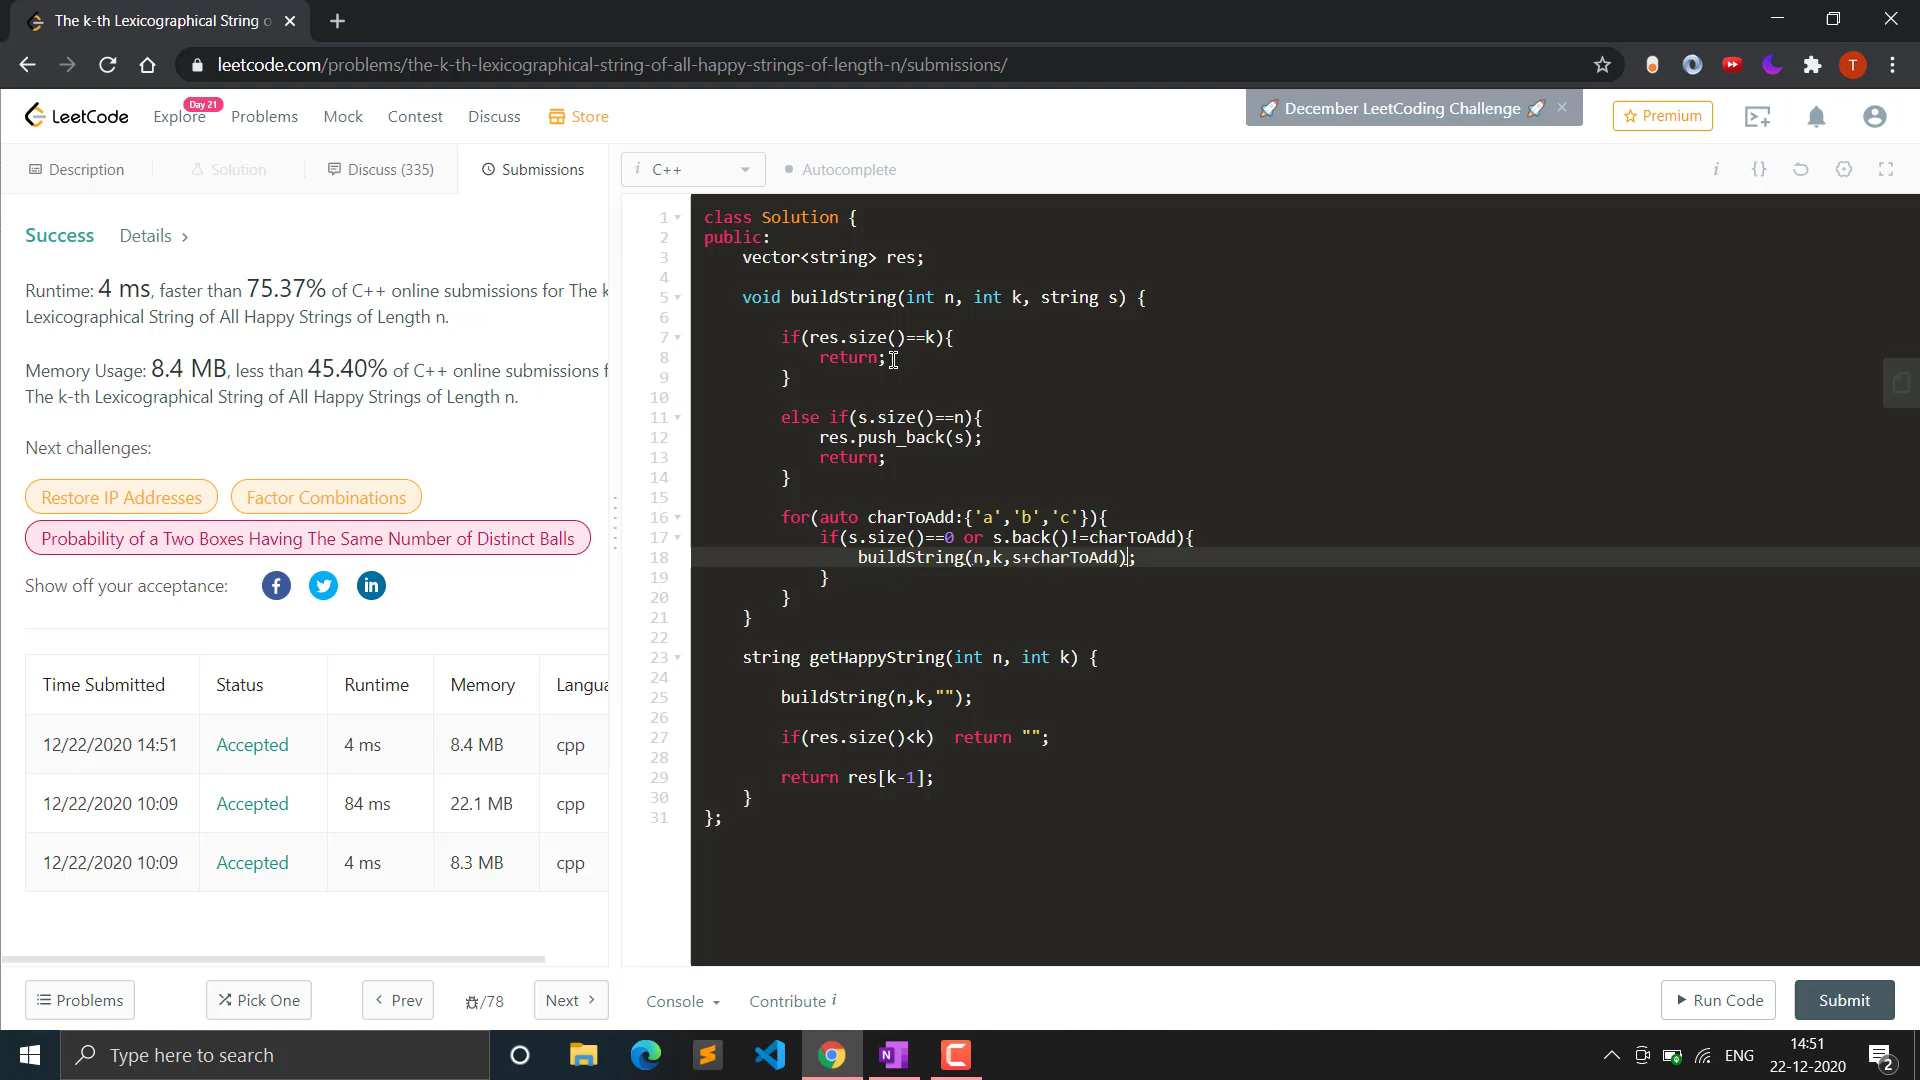 The k-th Lexicographical String o
leetcode.com/problems/the-k-th-lexicographical-string-of-all-happy-strings-of-length-n/submissions/
T
LeetCode
Explore
Day 21
Problems
Mock
Contest
Discuss
Store
🚀 December LeetCoding Challenge 🚀
Premium
Description
Solution
Discuss (335)
Submissions
i C++
Autocomplete
i
{}
Success
Details >
Runtime: 4 ms, faster than 75.37% of C++ online submissions for The k
Lexicographical String of All Happy Strings of Length n.
Memory Usage: 8.4 MB, less than 45.40% of C++ online submissions f
The k-th Lexicographical String of All Happy Strings of Length n.
Next challenges:
Restore IP Addresses
Factor Combinations
Probability of a Two Boxes Having The Same Number of Distinct Balls
Show off your acceptance:
Time Submitted Status Runtime Memory Langua
12/22/2020 14:51 Accepted 4 ms 8.4 MB cpp
12/22/2020 10:09 Accepted 84 ms 22.1 MB cpp
12/22/2020 10:09 Accepted 4 ms 8.3 MB cpp
1 class Solution {
2 public:
3 vector<string> res;
4
5 void buildString(int n, int k, string s) {
6
7 if(res.size()==k){
8 return;
9 }
10
11 else if(s.size()==n){
12 res.push_back(s);
13 return;
14 }
15
16 for(auto charToAdd:{'a','b','c'}){
17 if(s.size()==0 or s.back()!=charToAdd){
18 buildString(n,k,s+charToAdd);
19 }
20 }
21 }
22
23 string getHappyString(int n, int k) {
24
25 buildString(n,k,"");
26
27 if(res.size()<k) return "";
28
29 return res[k-1];
30 }
31 };
Problems
Pick One
< Prev
/78
Next >
Console
Contribute i
Run Code
Submit
Type here to search
N
ENG
14:51
22-12-2020
2